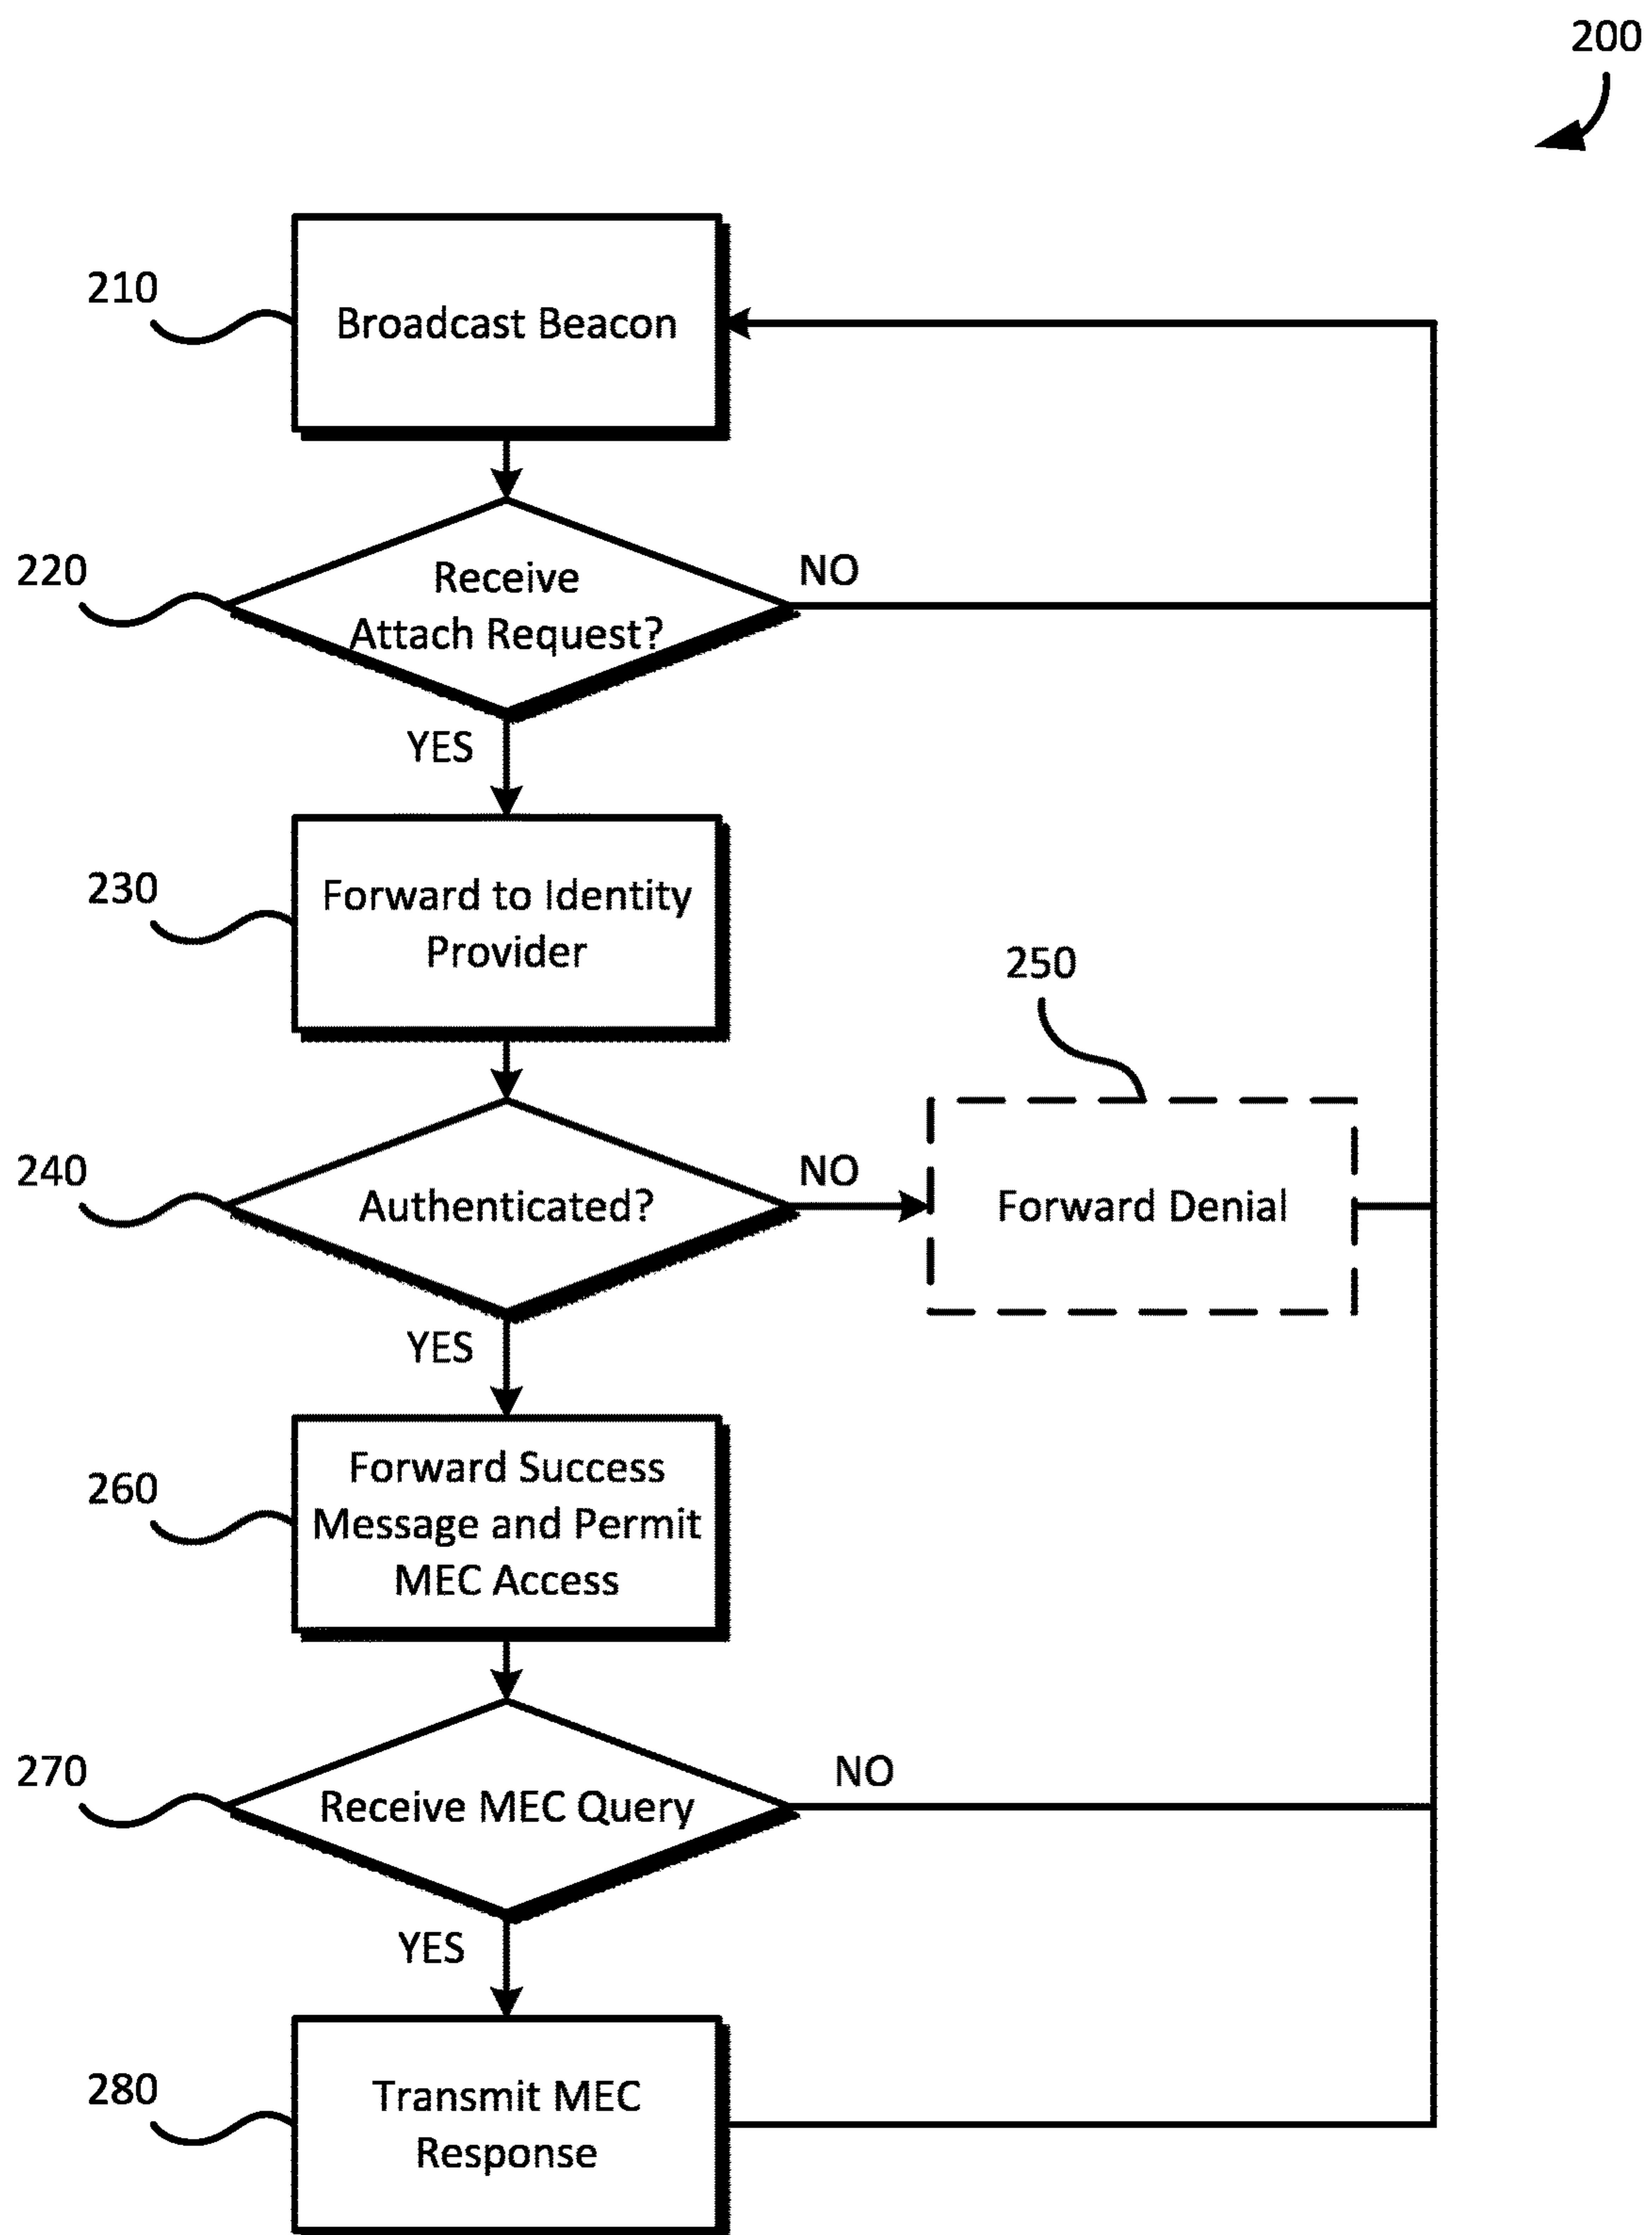 200
210
Broadcast Beacon
220
Receive
Attach Request?
NO
YES
230
Forward to Identity
Provider
250
240
Authenticated?
NO
Forward Denial
YES
260
Forward Success
Message and Permit
MEC Access
270
Receive MEC Query
NO
YES
280
Transmit MEC
Response